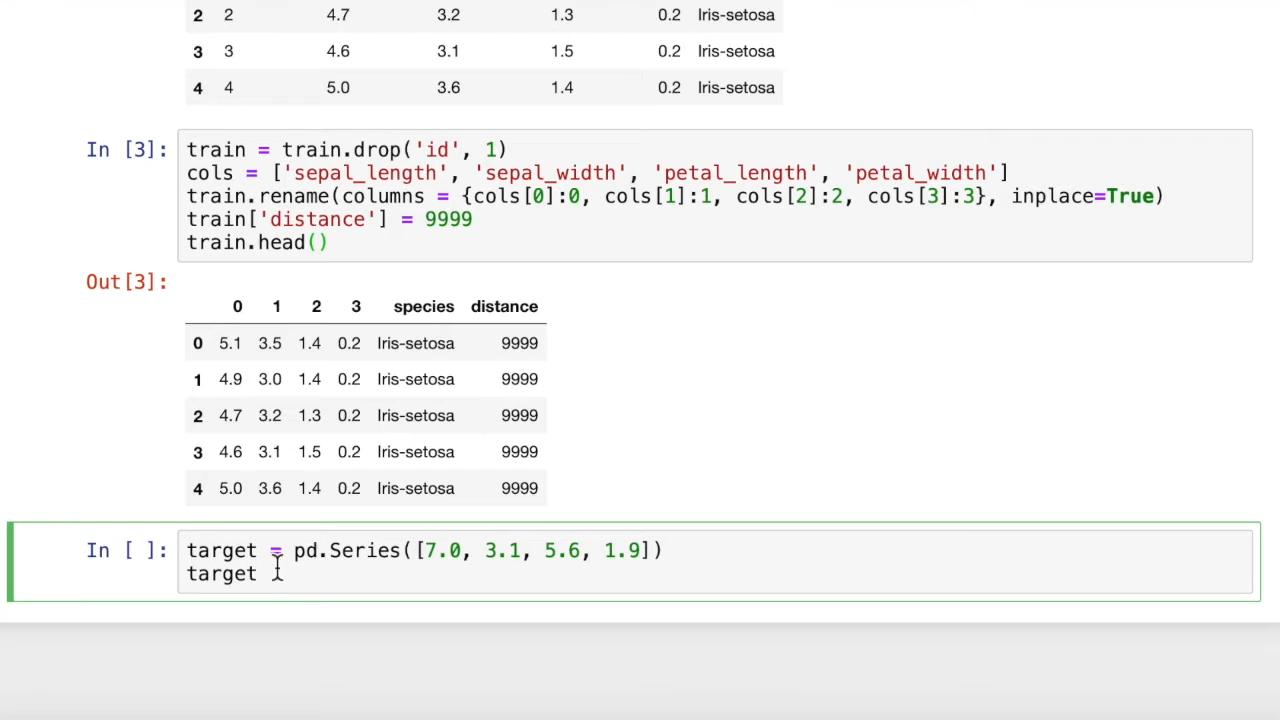 2 2 4.7 3.2 1.3 0.2 Iris-setosa
3 3 4.6 3.1 1.5 0.2 Iris-setosa
4 4 5.0 3.6 1.4 0.2 Iris-setosa
In [3]: train = train.drop('id', 1)
cols = ['sepal_length', 'sepal_width', 'petal_length', 'petal_width']
train.rename(columns = {cols[0]:0, cols[1]:1, cols[2]:2, cols[3]:3}, inplace=True)
train['distance'] = 9999
train.head()
Out[3]:
0 1 2 3 species distance
0 5.1 3.5 1.4 0.2 Iris-setosa 9999
1 4.9 3.0 1.4 0.2 Iris-setosa 9999
2 4.7 3.2 1.3 0.2 Iris-setosa 9999
3 4.6 3.1 1.5 0.2 Iris-setosa 9999
4 5.0 3.6 1.4 0.2 Iris-setosa 9999
In [ ]: target = pd.Series([7.0, 3.1, 5.6, 1.9])
target